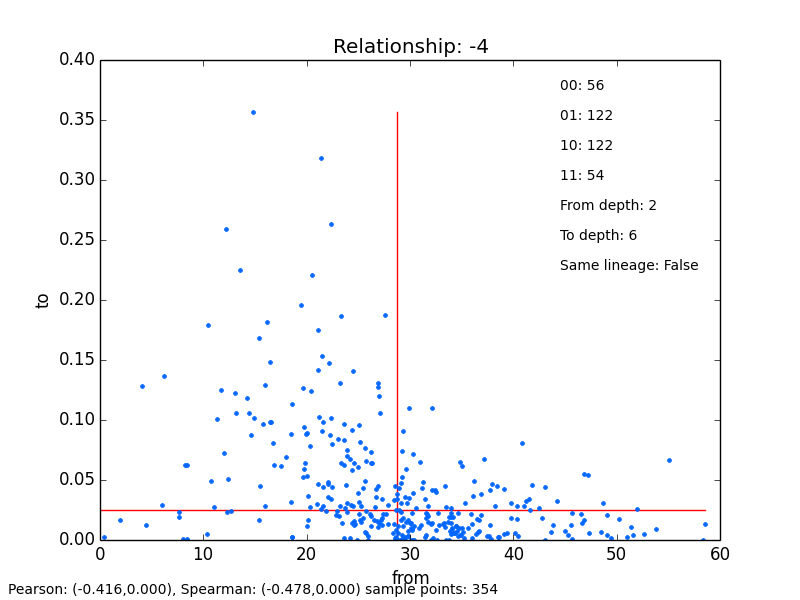 Relationship: -4
0.40
0.35
0.30
0.25
0.20
0.15
0.10
0.05
0.00
to
00: 56
01: 122
10: 122
11: 54
From depth: 2
To depth: 6
Same lineage: False
0 10 20 30 40 50 60
from
Pearson: (-0.416,0.000), Spearman: (-0.478,0.000) sample points: 354